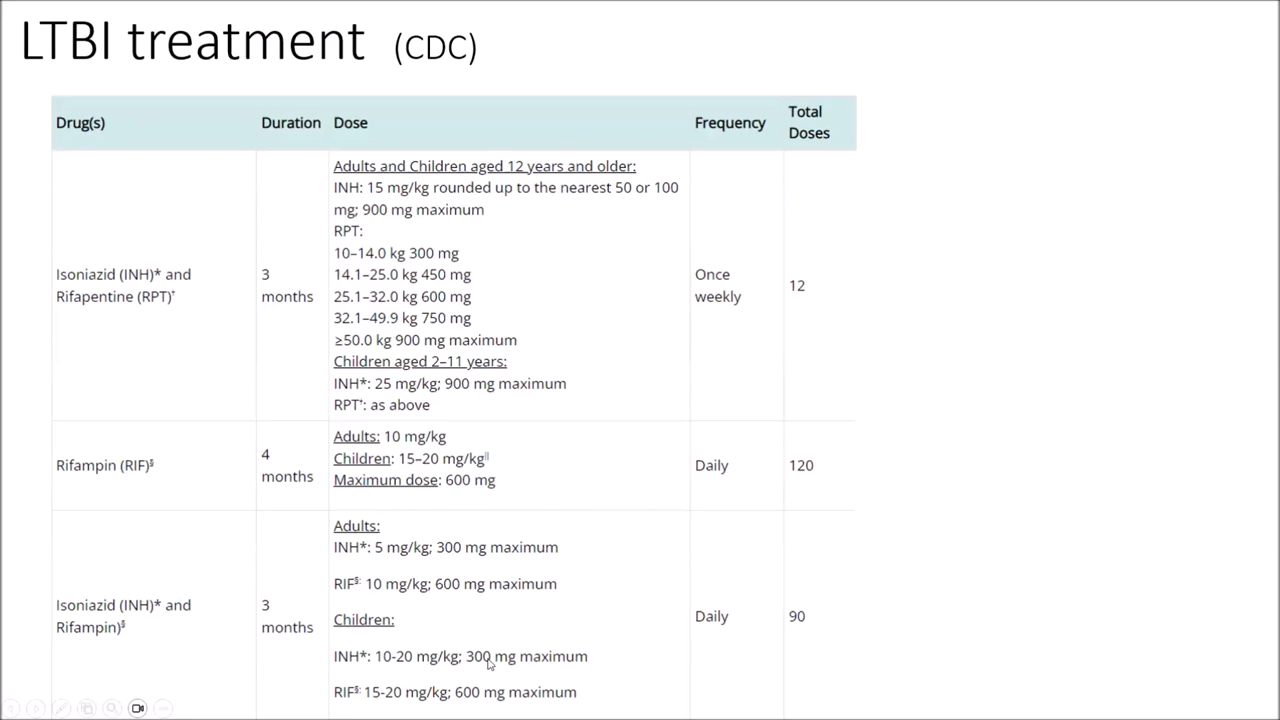 LTBI treatment (CDC)
Drug(s) Duration Dose Frequency Total Doses
Isoniazid (INH)* and
Rifapentine (RPT)†
3
months
Adults and Children aged 12 years and older:
INH: 15 mg/kg rounded up to the nearest 50 or 100
mg; 900 mg maximum
RPT:
10–14.0 kg 300 mg
14.1–25.0 kg 450 mg
25.1–32.0 kg 600 mg
32.1–49.9 kg 750 mg
≥50.0 kg 900 mg maximum
Children aged 2–11 years:
INH*: 25 mg/kg; 900 mg maximum
RPT†: as above
Once
weekly
12
Rifampin (RIF)§
4
months
Adults: 10 mg/kg
Children: 15–20 mg/kg||
Maximum dose: 600 mg
Daily
120
Isoniazid (INH)* and
Rifampin)§
3
months
Adults:
INH*: 5 mg/kg; 300 mg maximum
RIF§: 10 mg/kg; 600 mg maximum
Children:
INH*: 10-20 mg/kg; 300 mg maximum
RIF§: 15-20 mg/kg; 600 mg maximum
Daily
90